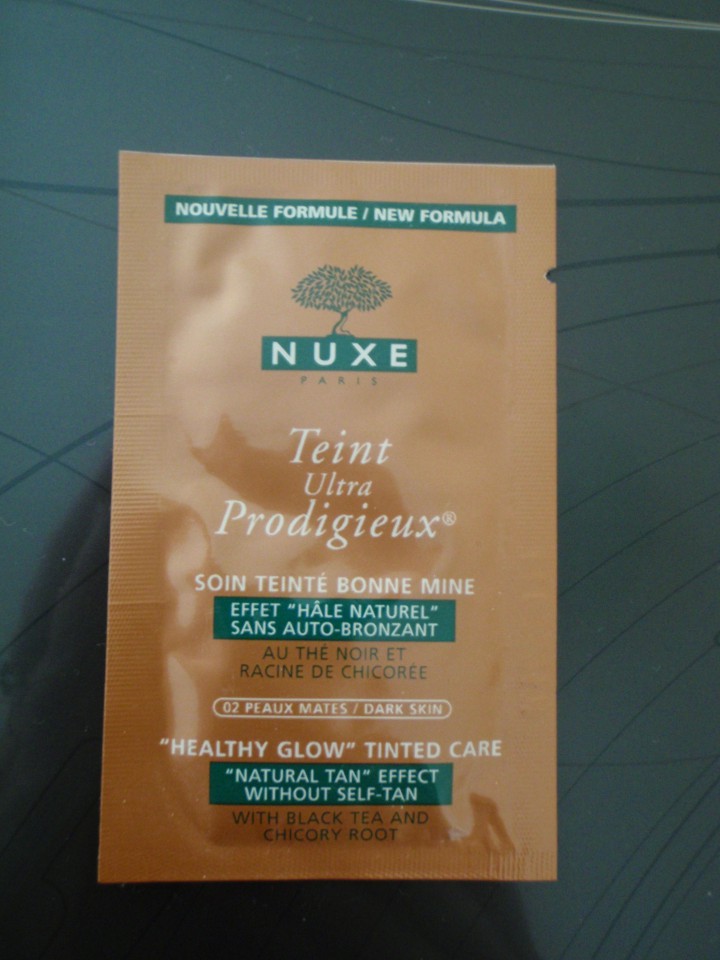 NOUVELLE FORMULE / NEW FORMULA
NUXE
PARIS
Teint
Ultra
Prodigieux®
SOIN TEINTÉ BONNE MINE
EFFET "HÂLE NATUREL"
SANS AUTO-BRONZANT
AU THÉ NOIR ET
RACINE DE CHICORÉE
02 PEAUX MATES / DARK SKIN
"HEALTHY GLOW" TINTED CARE
"NATURAL TAN" EFFECT
WITHOUT SELF-TAN
WITH BLACK TEA AND
CHICORY ROOT